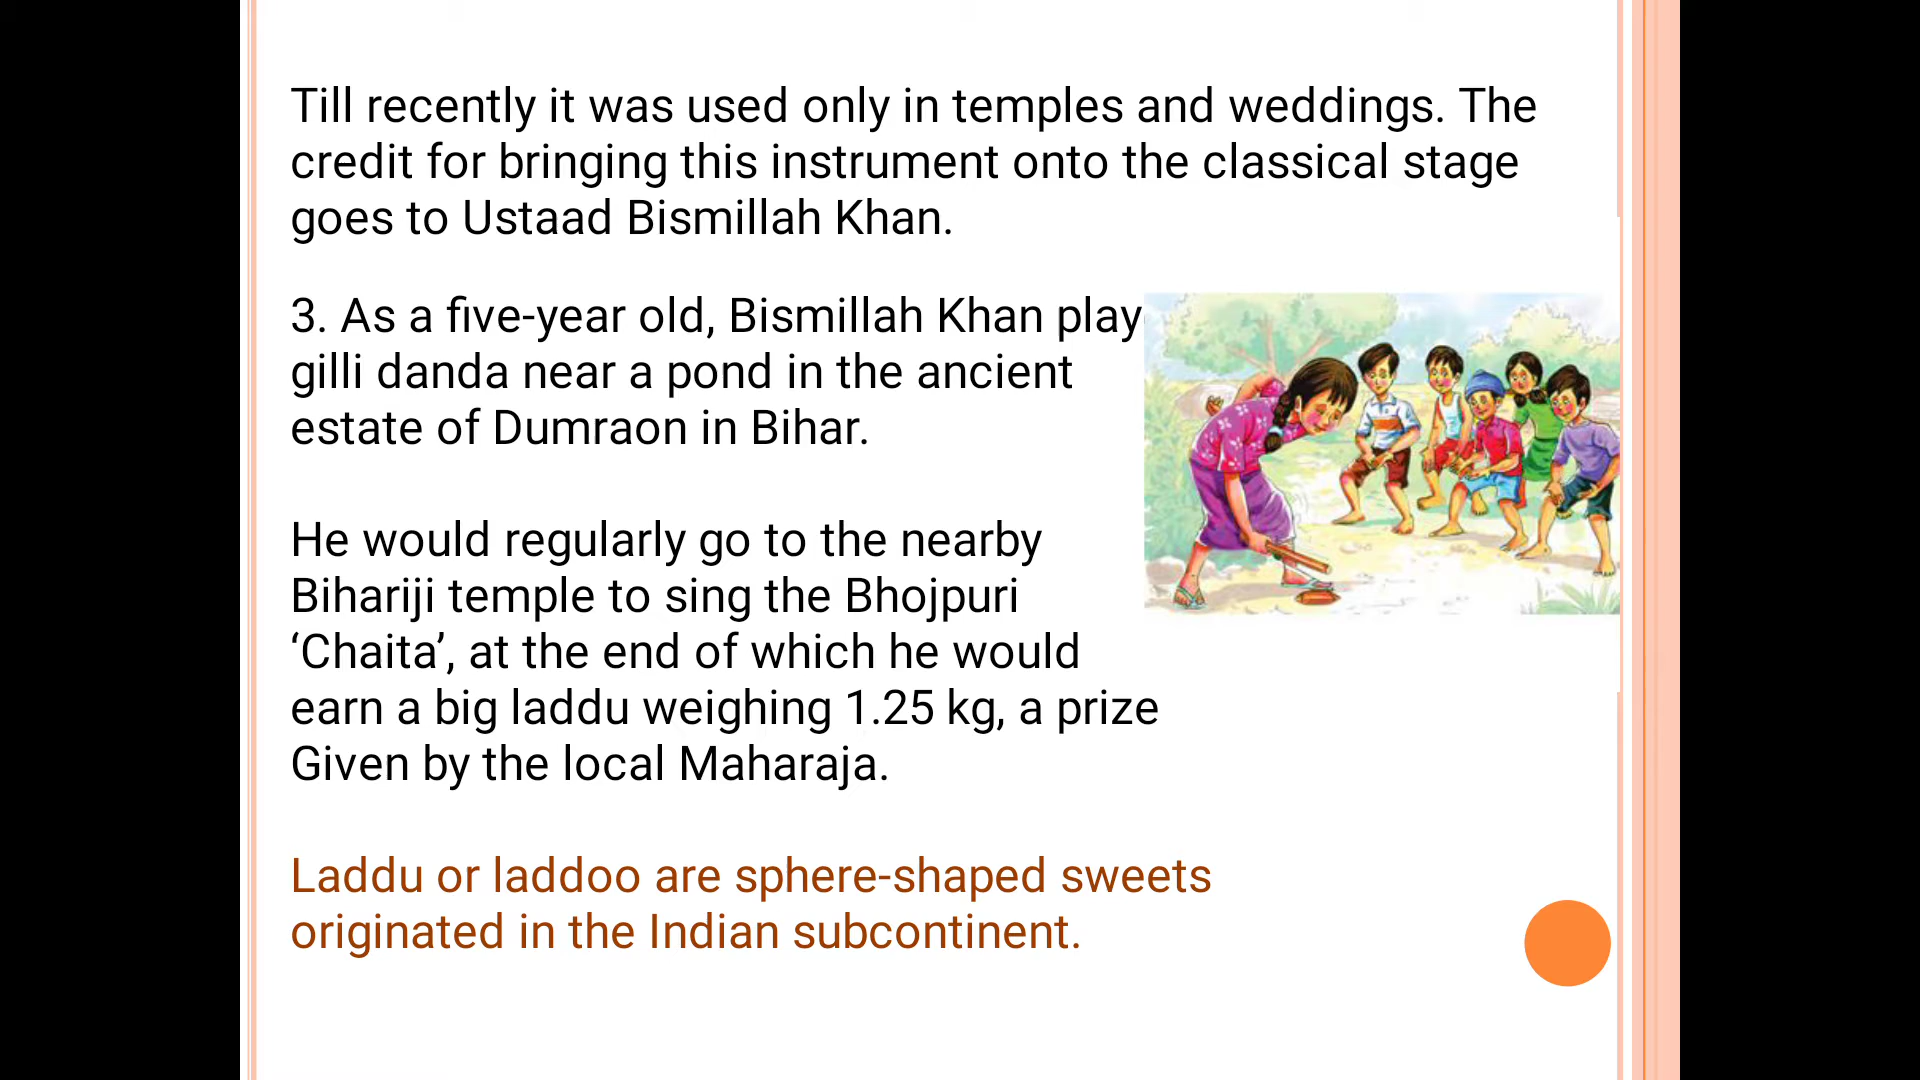 Till recently it was used only in temples and weddings. The
credit for bringing this instrument onto the classical stage
goes to Ustaad Bismillah Khan.
3. As a five-year old, Bismillah Khan play
gilli danda near a pond in the ancient
estate of Dumraon in Bihar.
He would regularly go to the nearby
Bihariji temple to sing the Bhojpuri
‘Chaita’, at the end of which he would
earn a big laddu weighing 1.25 kg, a prize
Given by the local Maharaja.
Laddu or laddoo are sphere-shaped sweets
originated in the Indian subcontinent.